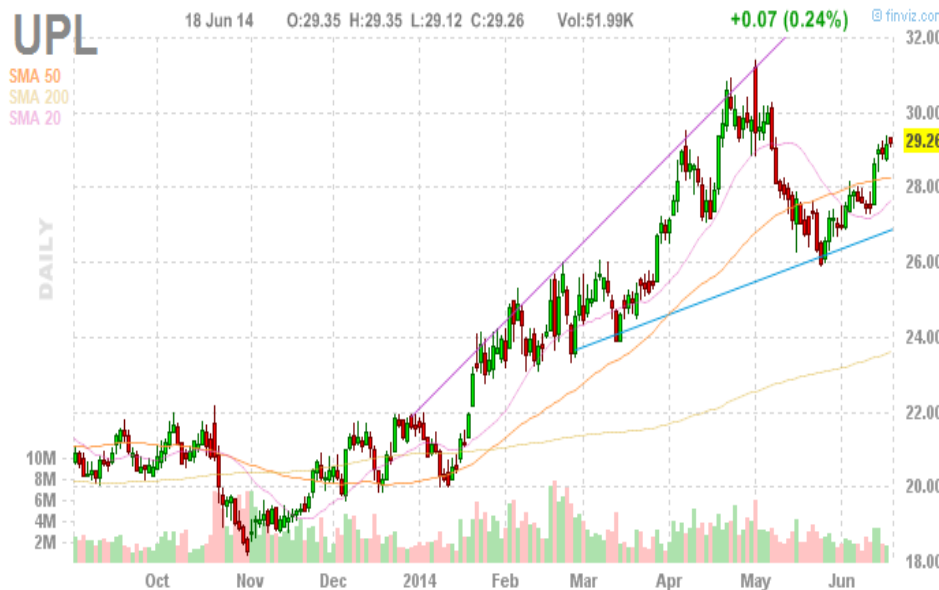 UPL
18 Jun 14 O:29.35 H:29.35 L:29.12 C:29.26 Vol:51.99K +0.07 (0.24%) © finviz.com
SMA 50
SMA 200
SMA 20
DAILY
32.00
30.00
29.26
28.00
26.00
24.00
22.00
20.00
18.00
10M
8M
6M
4M
2M
Oct Nov Dec 2014 Feb Mar Apr May Jun